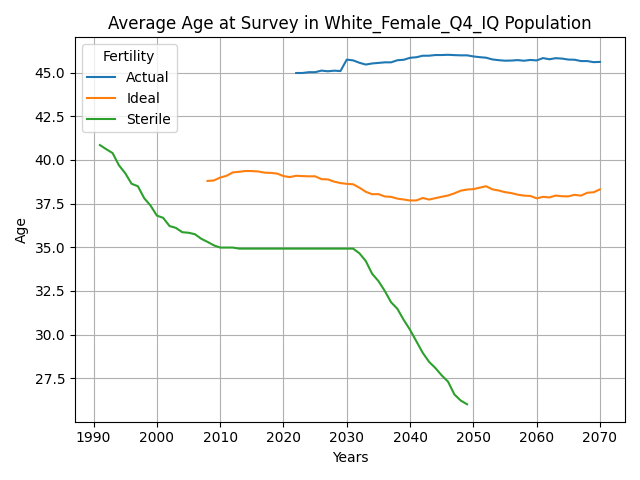 Average Age at Survey in White_Female_Q4_IQ Population
Fertility
Actual
Ideal
Sterile
45.0
42.5
40.0
37.5
35.0
32.5
30.0
27.5
Age
1990 2000 2010 2020 2030 2040 2050 2060 2070
Years